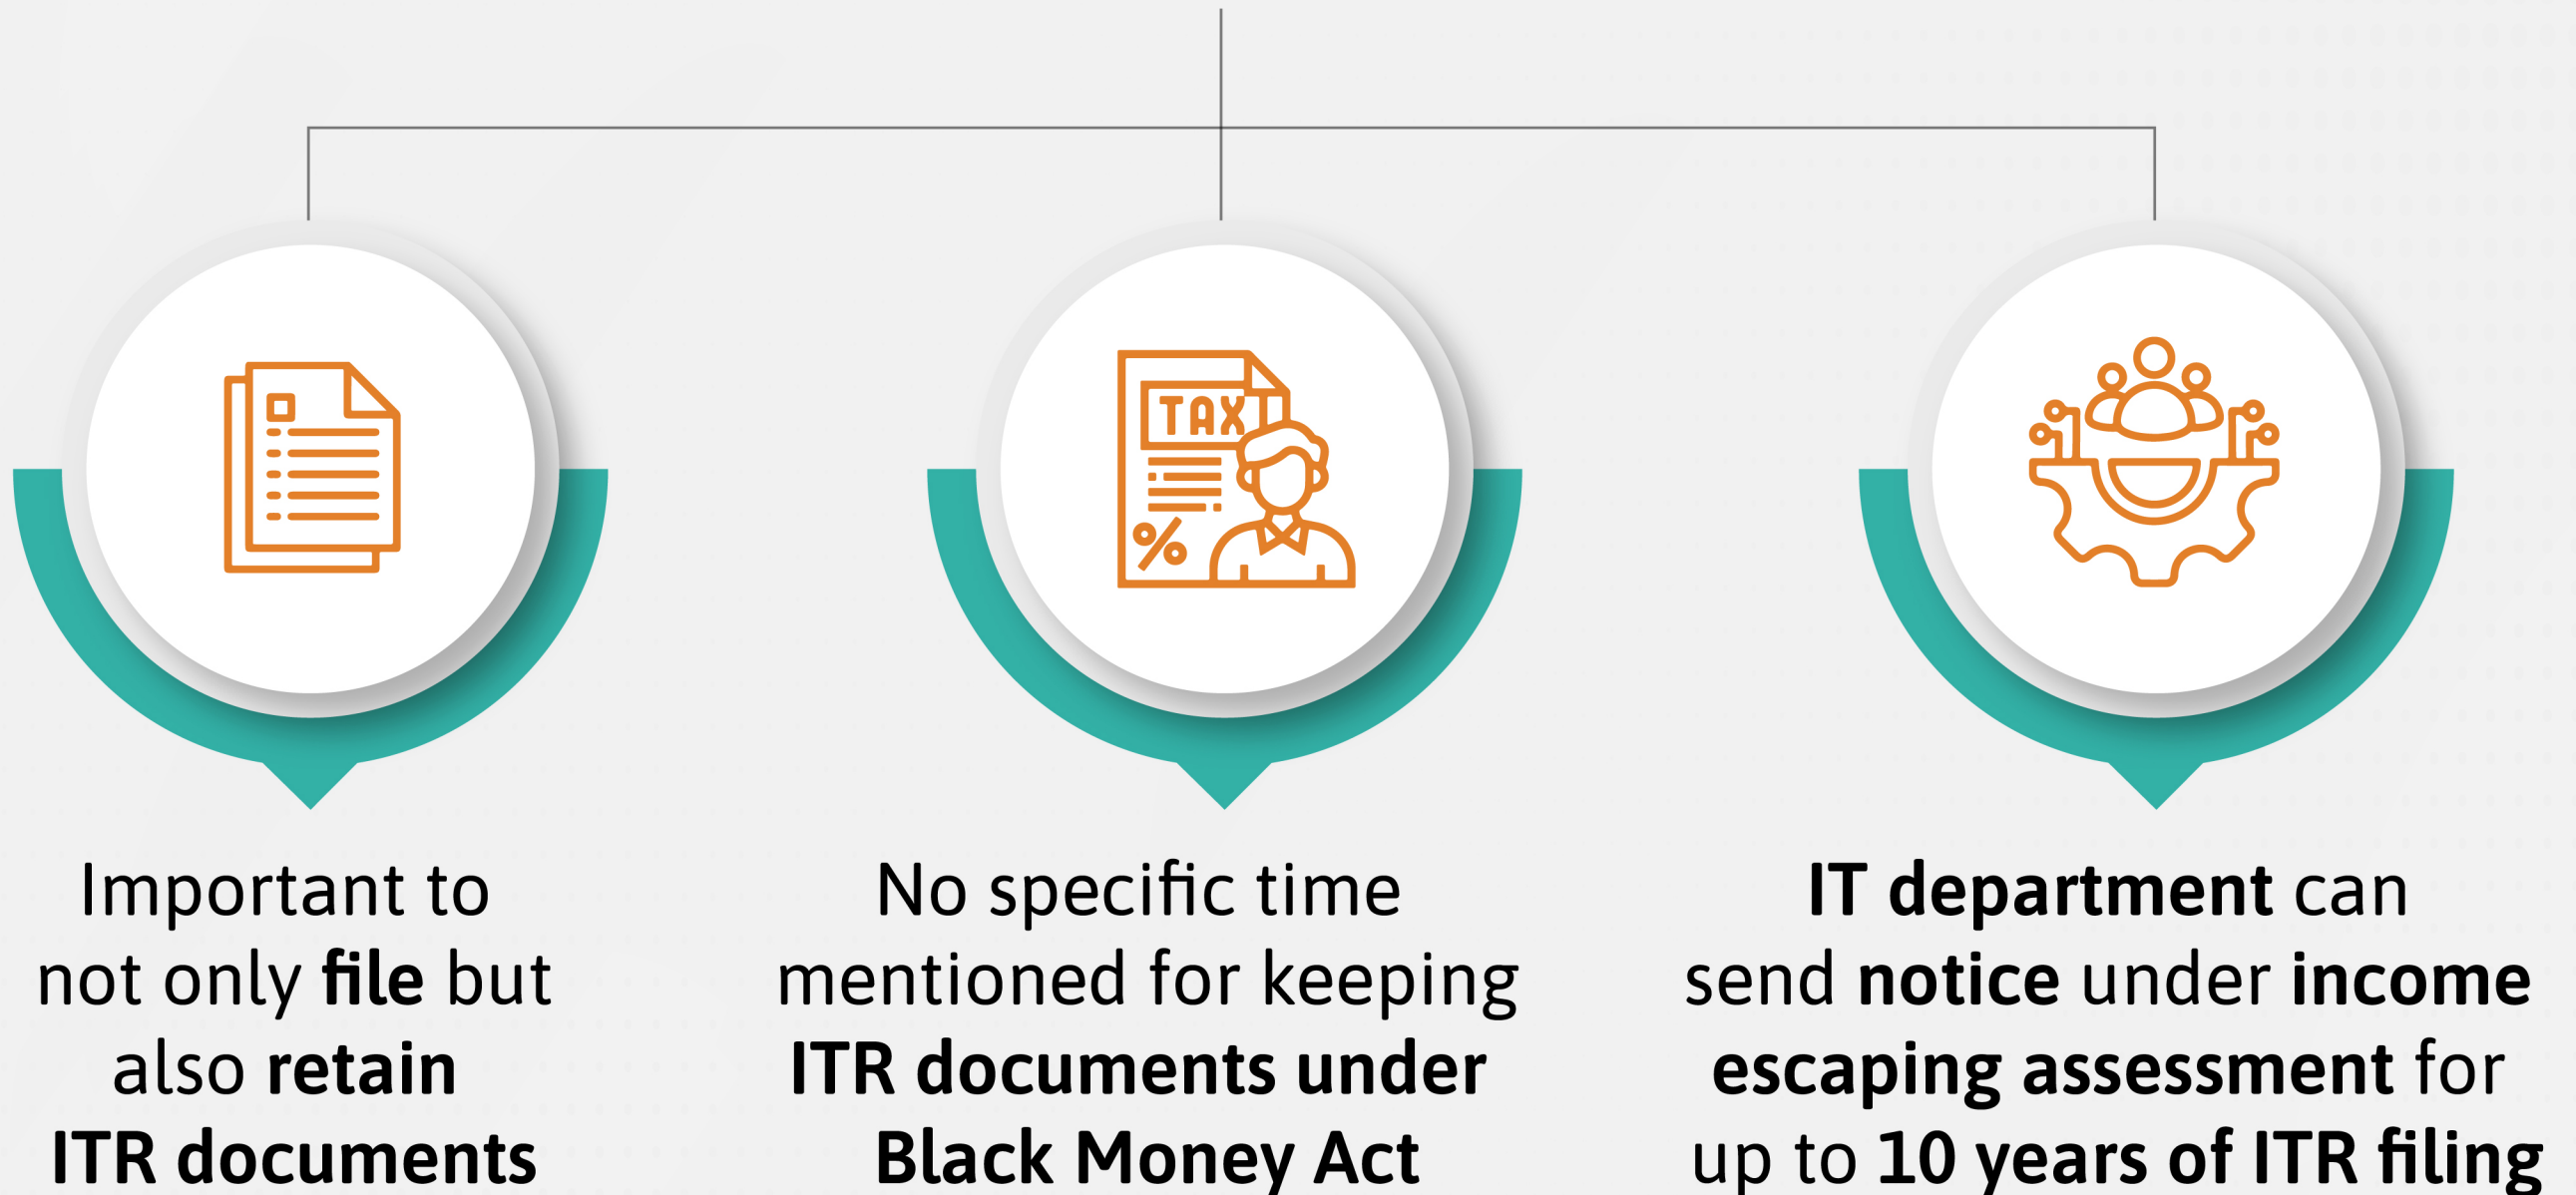 TAX
%
Important to
not only file but
also retain
ITR documents
No specific time
mentioned for keeping
ITR documents under
Black Money Act
IT department can
send notice under income
escaping assessment for
up to 10 years of ITR filing